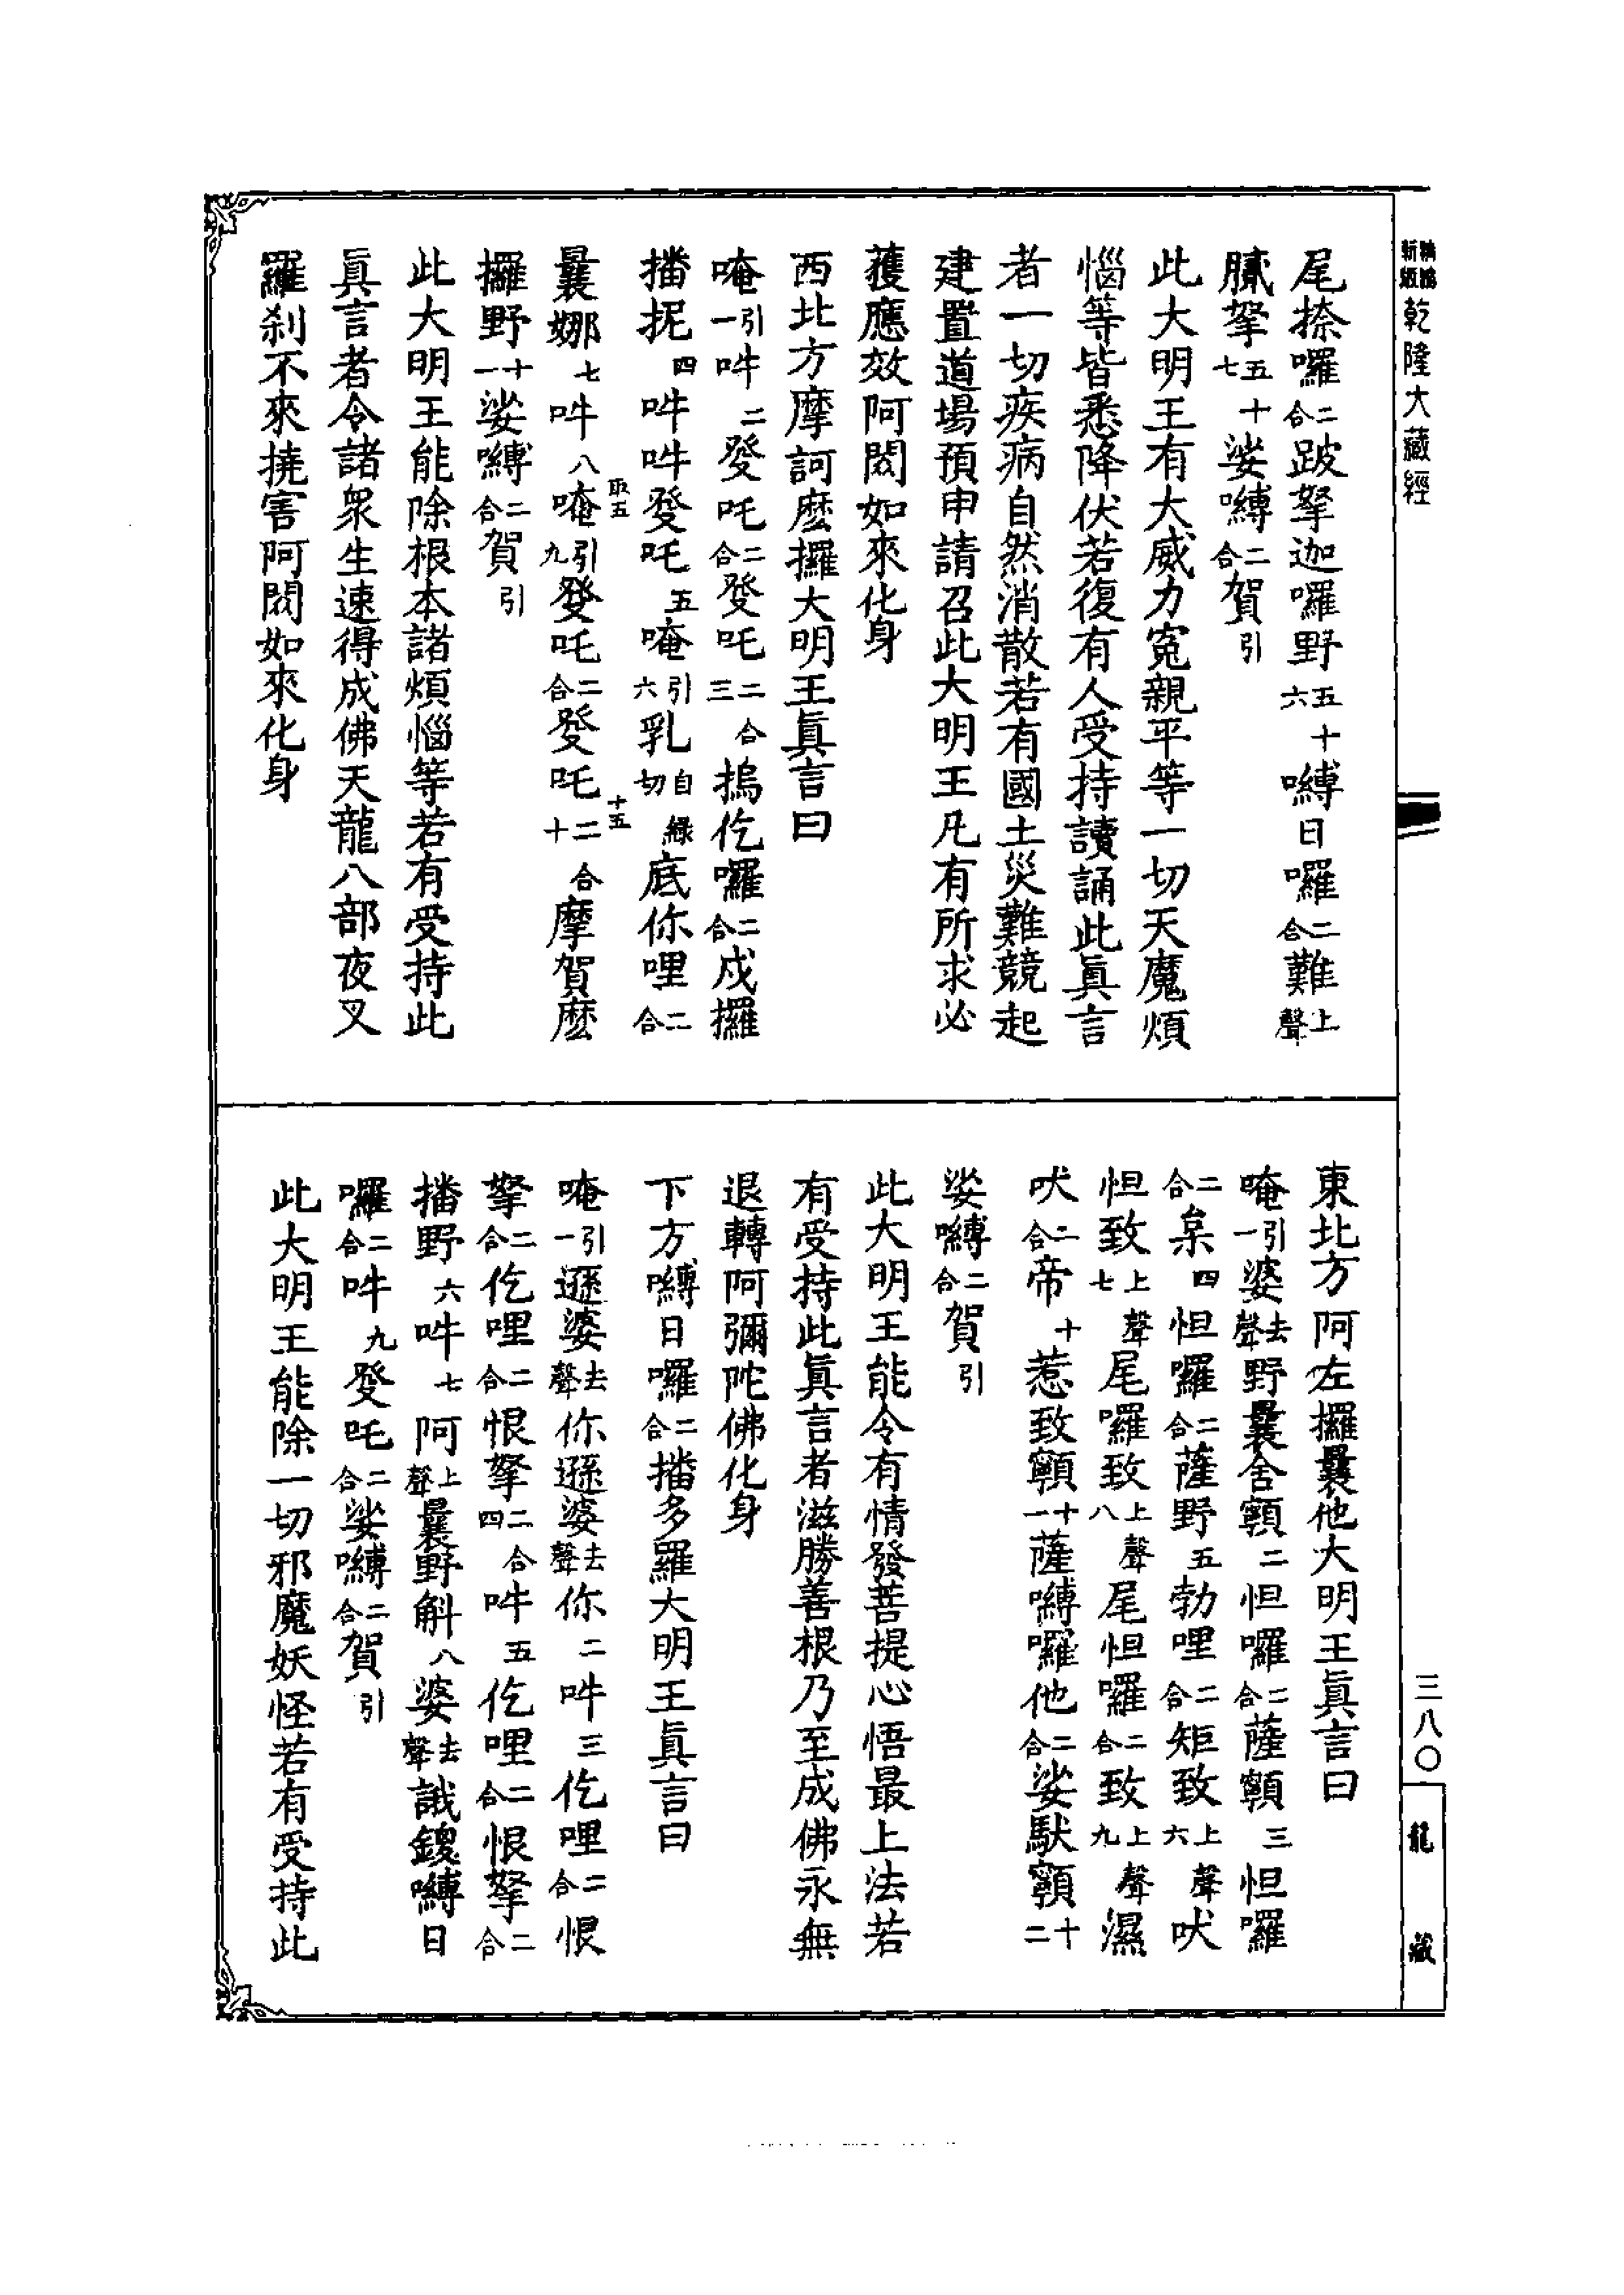 乾隆大藏經
尾捺囉二合跛拏迦囉野五十六嚩日囉二合難上聲
膩拏五十七娑嚩二合賀引
此大明王有大威力寃親平等一切天魔煩
惱等皆悉降伏若復有人受持讀誦此眞言
者一切疾病自然消散若有國土災難競起
建置道場預申請召此大明王凡有所求必
獲應效阿閦如來化身
西北方摩訶麽攞大明王眞言曰
唵引一吽二發吒二合發吒二合三摀仡囉二合戍攞
播抳四吽吽發吒五唵引六乳自緣切底你哩二合
曩娜七吽八唵引九發吒二合發吒二合十摩賀麽
攞野十一娑嚩二合賀引
此大明王能除根本諸煩惱等若有受持此
眞言者令諸衆生速得成佛天龍八部夜叉
羅刹不來撓害阿閦如來化身
東北方阿左攞曩他大明王眞言曰
唵引一婆去聲野曩舍顐二怛囉二合薩顐三怛囉
二合枲四怛囉二合薩野五勃哩二合矩致上聲六吠
怛致上聲七尾囉致上聲八尾怛囉二合致上聲九濕
吠二合帝十惹致顐十一薩嚩囉他二合娑馱顐十二
娑嚩二合賀引
此大明王能令有情發菩提心悟最上法若
有受持此眞言者滋勝善根乃至成佛永無
退轉阿彌陀佛化身
下方嚩日囉二合播多羅大明王眞言曰
唵引一遜婆去聲你遜婆去聲你二吽三仡哩二合恨
拏二合仡哩二合恨拏二合四吽五仡哩二合恨拏二合
播野六吽七阿上聲曩野斛八婆去聲誐鑁嚩日
囉二合吽九發吒二合娑嚩二合賀引
此大明王能除一切邪魔妖怪若有受持此
三八〇
龍藏